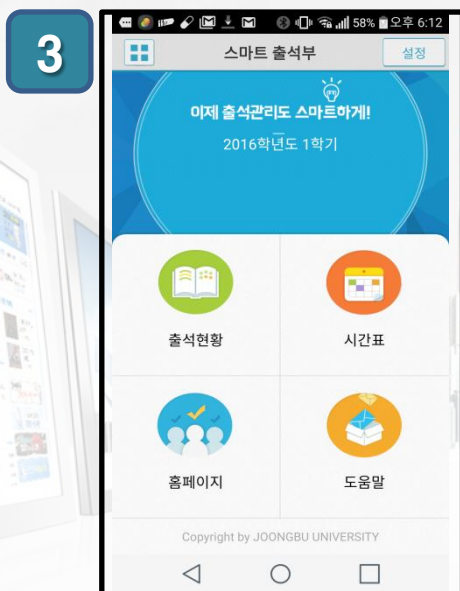 3
58% 오후 6:12
스마트 출석부
설정
이제 출석관리도 스마트하게!
2016학년도 1학기
출석현황
시간표
홈페이지
도움말
Copyright by JOONGBU UNIVERSITY